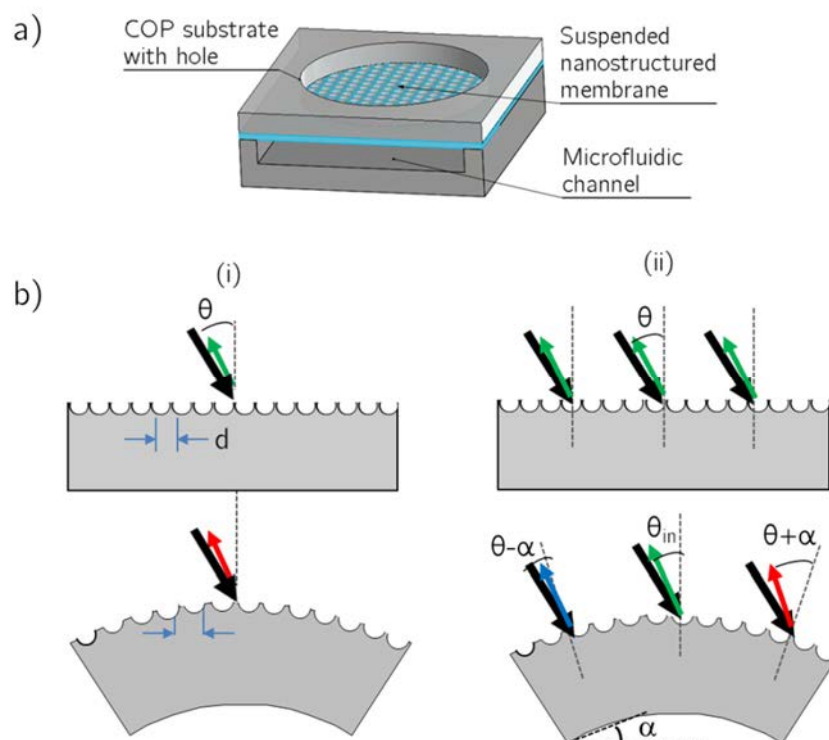 a)
COP substrate
with hole
Suspended
nanostructured
membrane
Microfluidic
channel
b)
(i)
(ii)
θ
θ
d
θ-α
θin
θ+α
α